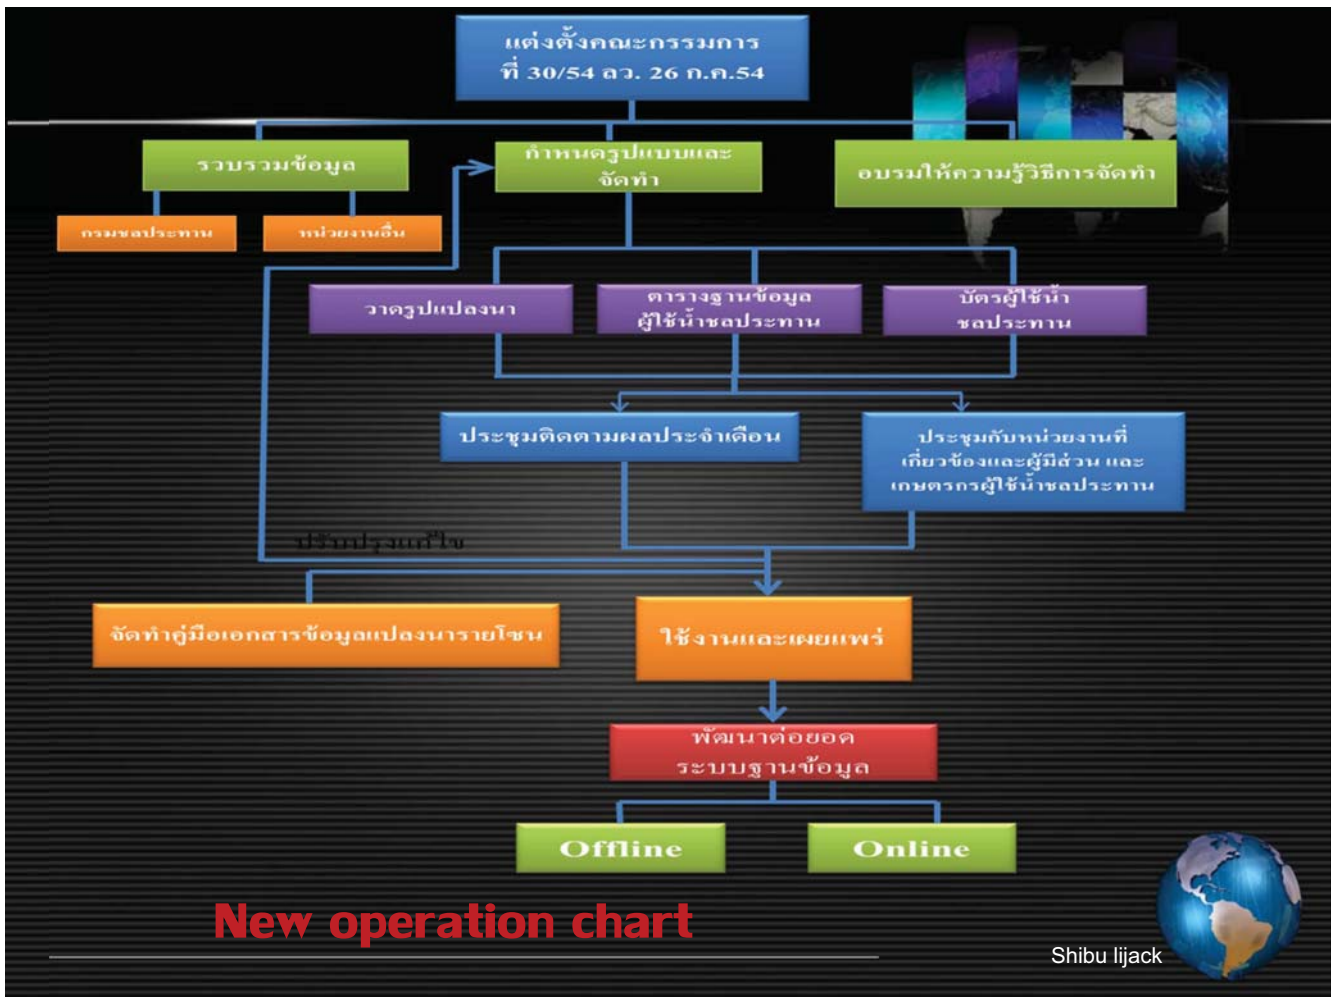 แต่งตั้งคณะกรรมการ
ที่ 30/54 ลว. 26 ก.ค.54
รวบรวมข้อมูล
กำหนดรูปแบบและ
จัดทำ
อบรมให้ความรู้วิธีการจัดทำ
กรมชลประทาน
หน่วยงานอื่น
วาดรูปแปลงนา
ตารางฐานข้อมูล
ผู้ใช้น้ำชลประทาน
บัตรผู้ใช้น้ำ
ชลประทาน
ประชุมติดตามผลประจำเดือน
ประชุมกับหน่วยงานที่
เกี่ยวข้องและผู้มีส่วน และ
เกษตรกรผู้ใช้น้ำชลประทาน
ปรับปรุงแก้ไข
จัดทำคู่มือเอกสารข้อมูลแปลงนารายโซน
ใช้งานและเผยแพร่
พัฒนาต่อยอด
ระบบฐานข้อมูล
Offline
Online
New operation chart
Shibu lijack